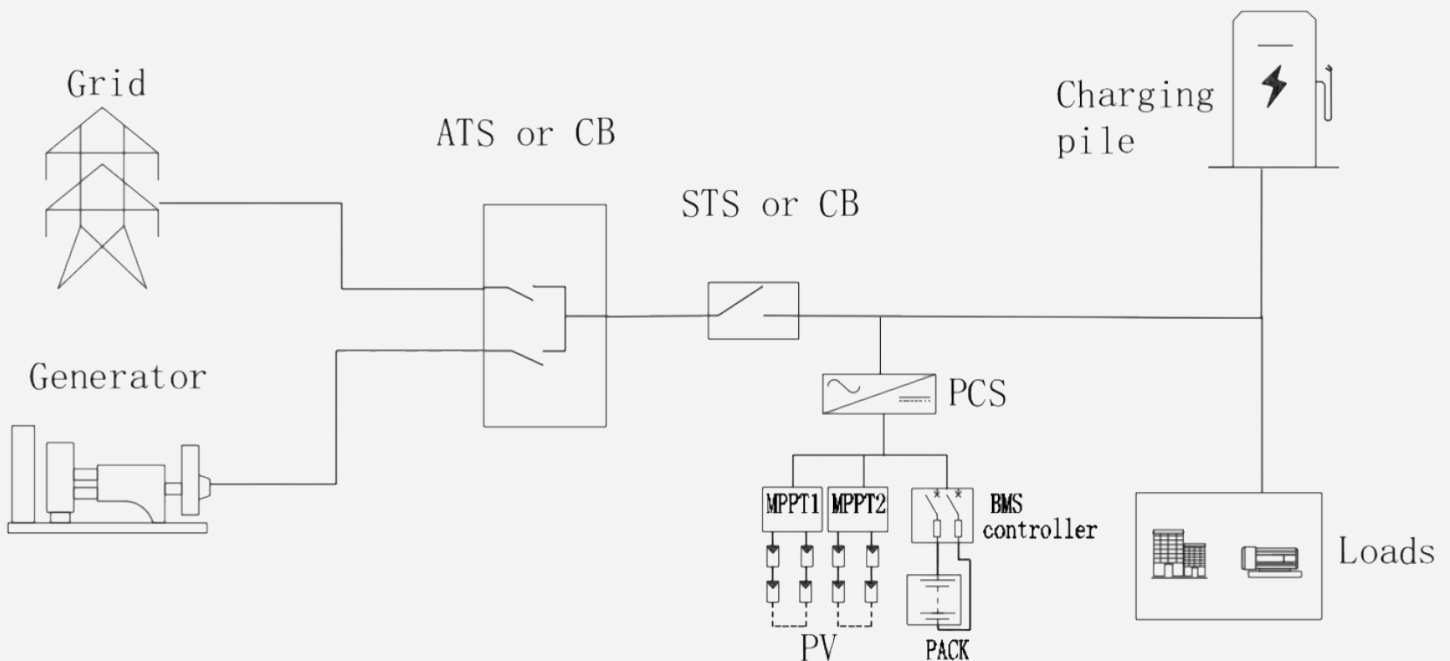 Grid
ATS or CB
Charging
pile
STS or CB
Generator
PCS
MPPT1
MPPT2
BMS
controller
Loads
PV
PACK